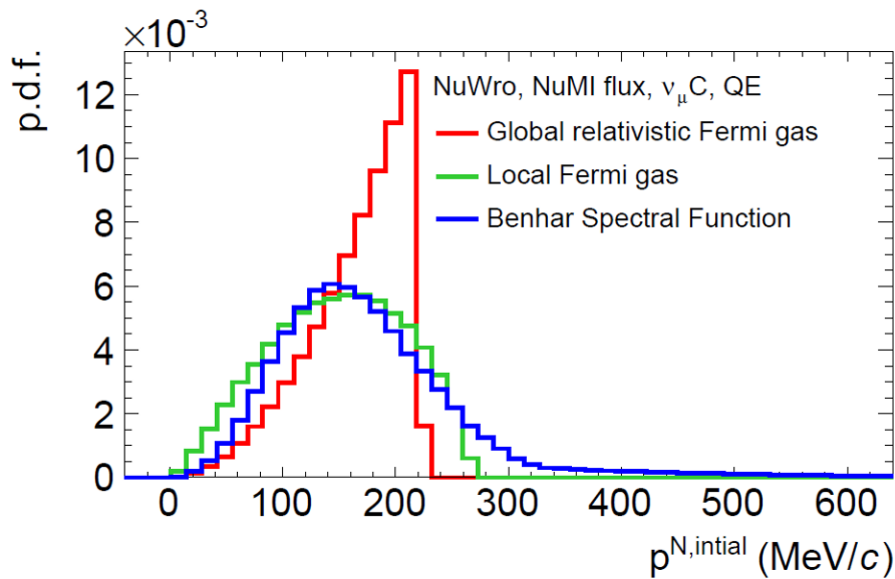 ×10⁻³
p.d.f.
12
10
8
6
4
2
0
NuWro, NuMI flux, νμC, QE
Global relativistic Fermi gas
Local Fermi gas
Benhar Spectral Function
0 100 200 300 400 500 600
p^N,intial (MeV/c)